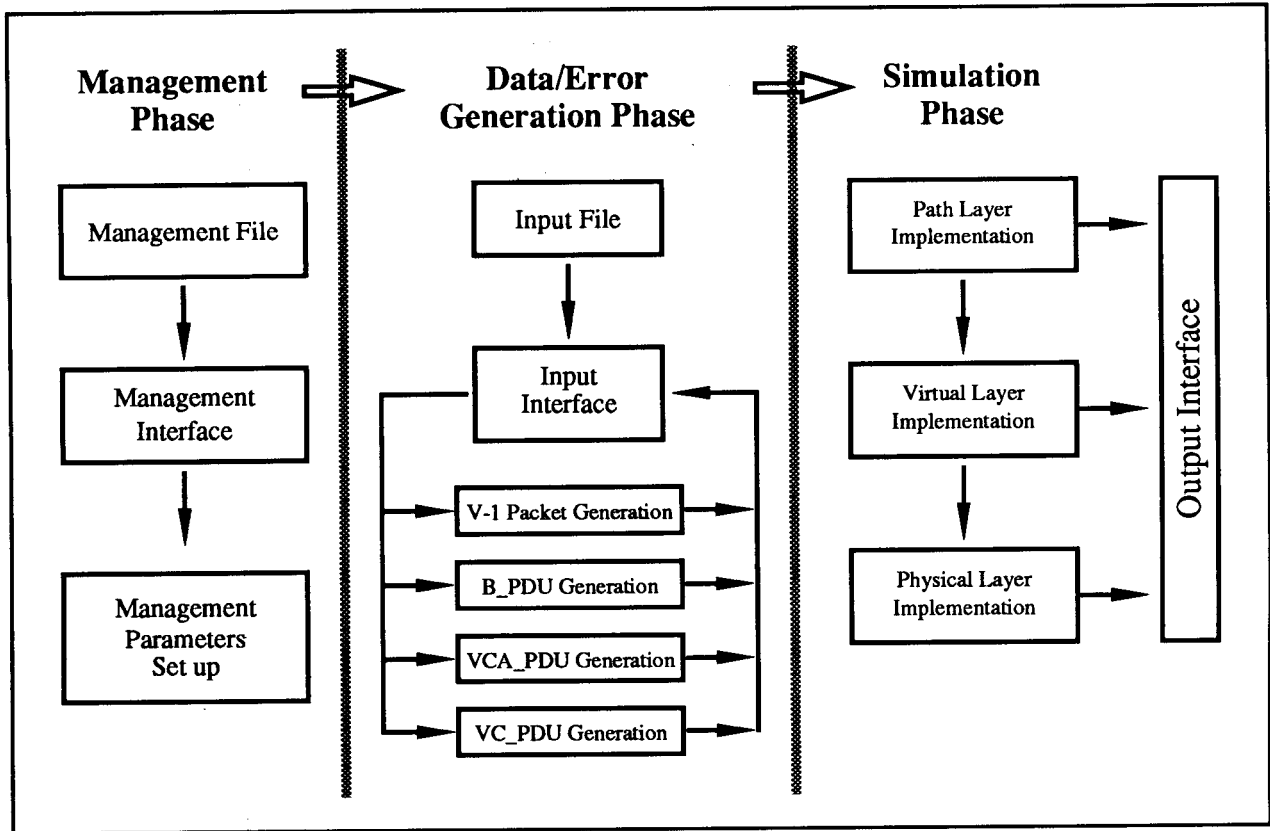 Management
Phase
Data/Error
Generation Phase
Simulation
Phase
Management File
Management
Interface
Management
Parameters
Set up
Input File
Input
Interface
V-1 Packet Generation
B_PDU Generation
VCA_PDU Generation
VC_PDU Generation
Path Layer
Implementation
Virtual Layer
Implementation
Physical Layer
Implementation
Output Interface